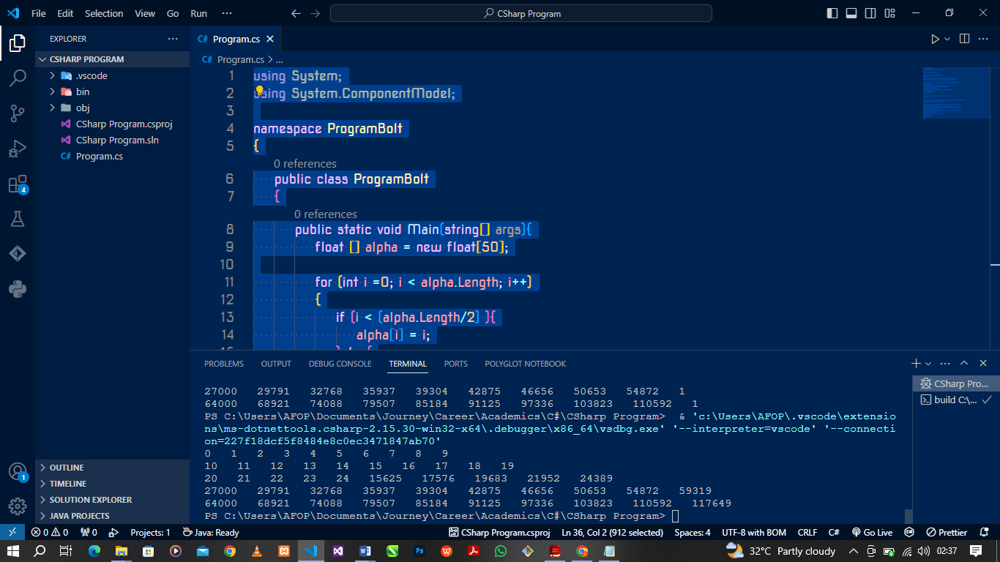 File Edit Selection View Go Run ··· CSharp Program
EXPLORER ···
CSHARP PROGRAM
.vscode
bin
obj
CSharp Program.csproj
CSharp Program.sln
C# Program.cs
4
1
OUTLINE
TIMELINE
SOLUTION EXPLORER
JAVA PROJECTS
C# Program.cs
C# Program.cs > ...
1 using System;
2 using System.ComponentModel;
3
4 namespace ProgramBolt
5 {
0 references
6 public class ProgramBolt
7 {
0 references
8 public static void Main(string[] args){
9 float [] alpha = new float[50];
10
11 for (int i =0; i < alpha.Length; i++)
12 {
13 if (i < (alpha.Length/2) ){
14 alpha[i] = i;
PROBLEMS OUTPUT DEBUG CONSOLE TERMINAL PORTS POLYGLOT NOTEBOOK
27000 29791 32768 35937 39304 42875 46656 50653 54872 1
64000 68921 74088 79507 85184 91125 97336 103823 110592 1
PS C:\Users\AFOP\Documents\Journey\Career\Academics\C#\CSharp Program> & 'c:\Users\AFOP\.vscode\extensio
ns\ms-dotnettools.csharp-2.15.30-win32-x64\.debugger\x86_64\vsdbg.exe' '--interpreter=vscode' '--connecti
on=227f18dcf5f8484e8c0ec3471847ab70'
0 1 2 3 4 5 6 7 8 9
10 11 12 13 14 15 16 17 18 19
20 21 22 23 24 15625 17576 19683 21952 24389
27000 29791 32768 35937 39304 42875 46656 50653 54872 59319
64000 68921 74088 79507 85184 91125 97336 103823 110592 117649
PS C:\Users\AFOP\Documents\Journey\Career\Academics\C#\CSharp Program>
CSharp Pro...
build C:\...
0 0 0 Projects: 1 Java: Ready CSharp Program.csproj Ln 36, Col 2 (912 selected) Spaces: 4 UTF-8 with BOM CRLF C# Go Live Prettier
32°C Partly cloudy 02:37